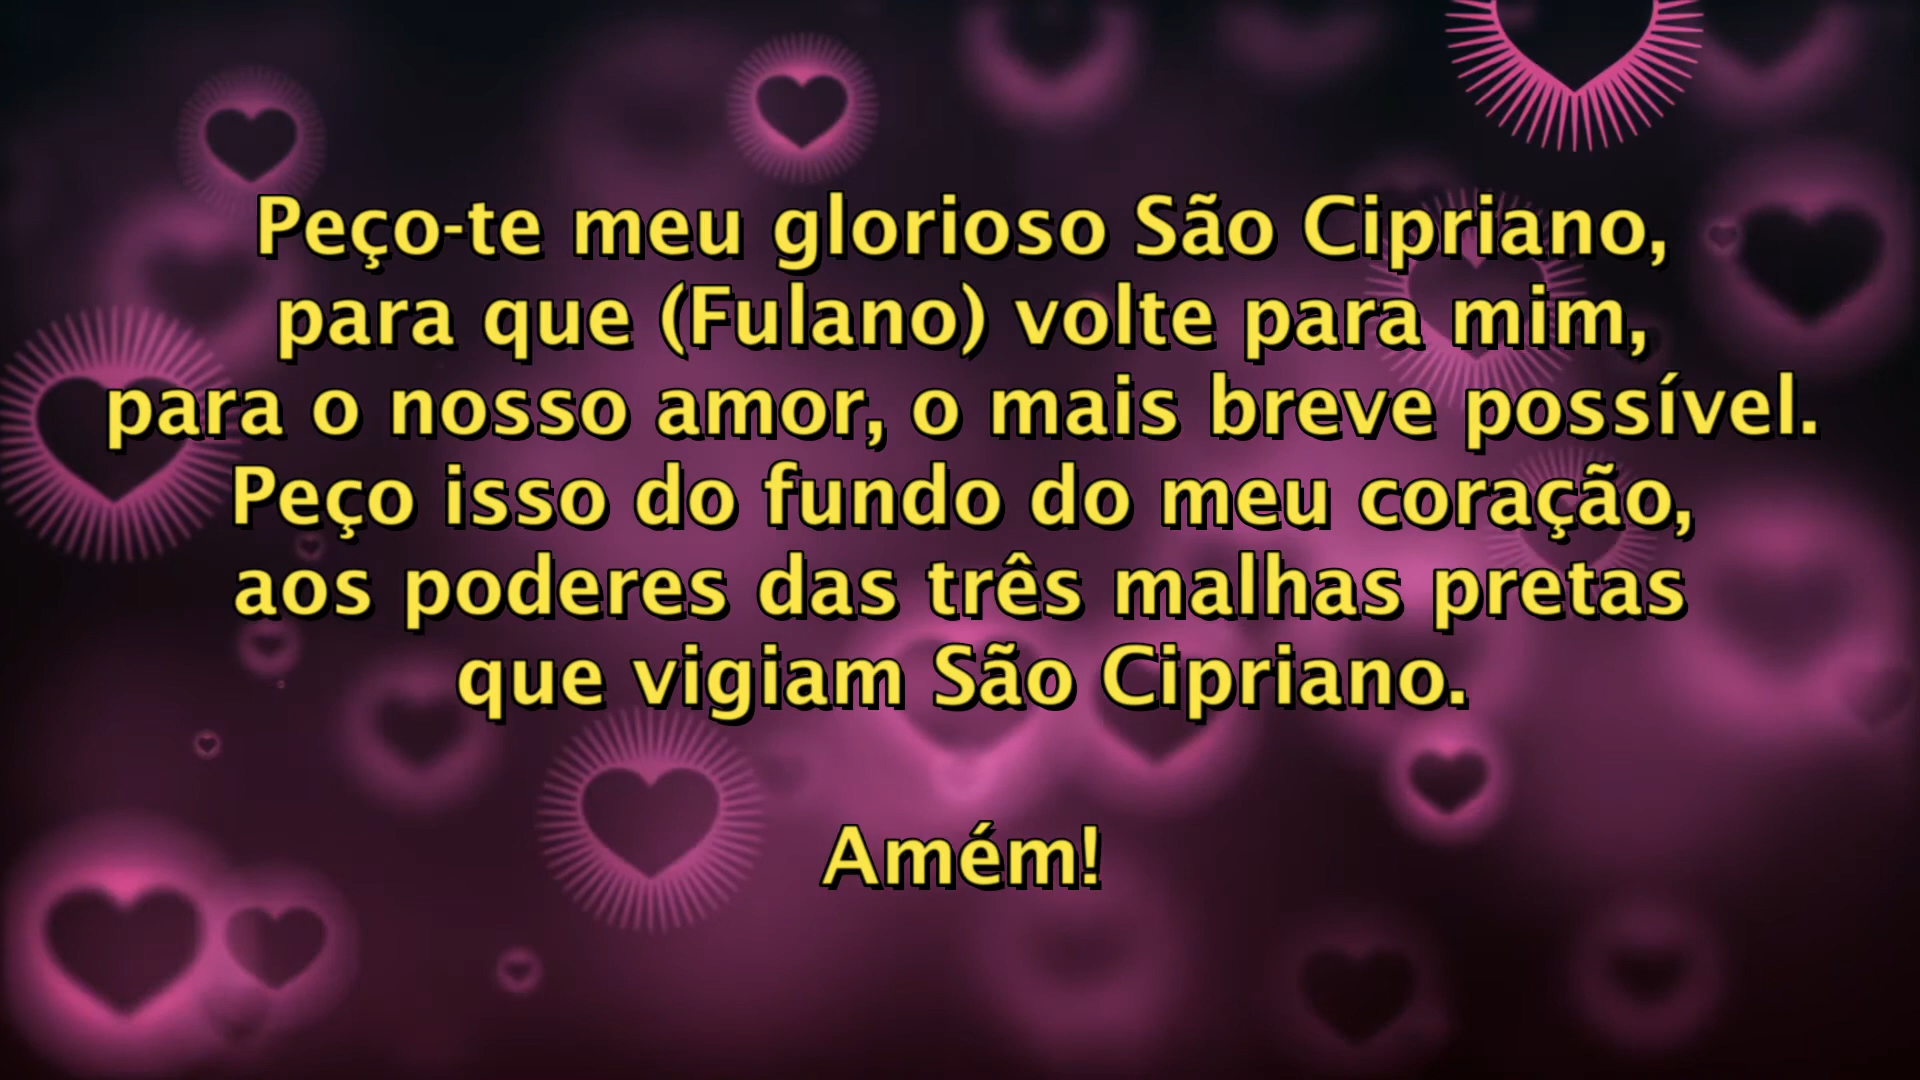 Peço-te meu glorioso São Cipriano,
para que (Fulano) volte para mim,
para o nosso amor, o mais breve possível.
Peço isso do fundo do meu coração,
aos poderes das três malhas pretas
que vigiam São Cipriano.
Amém!